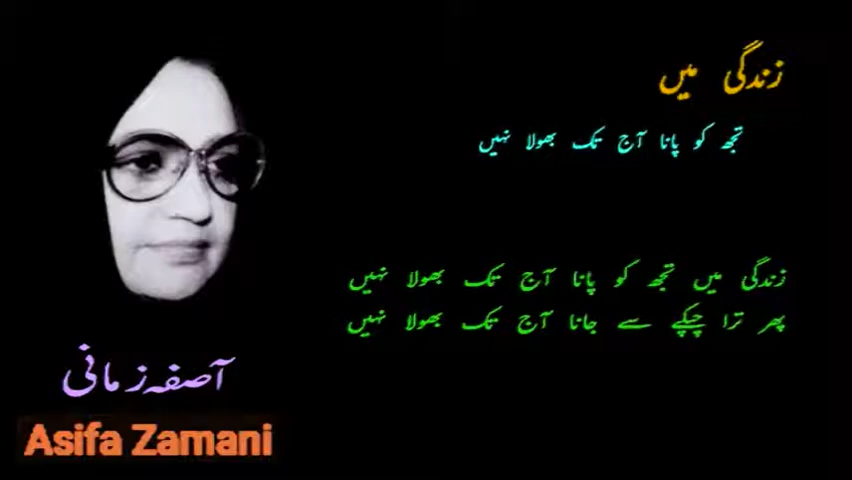 زندگی میں
تجھ کو پانا آج تک بھولا نہیں
زندگی میں تجھ کو پانا آج تک بھولا نہیں
پھر ترا چپکے سے جانا آج تک بھولا نہیں
آصفہ زمانی
Asifa Zamani